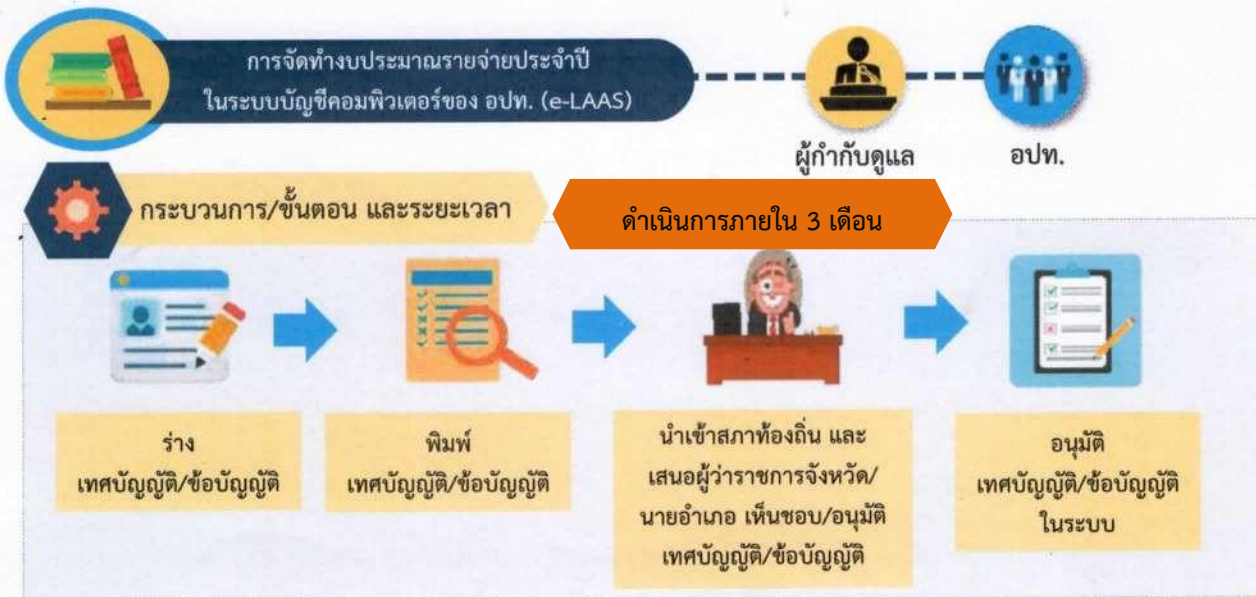 การจัดทำงบประมาณรายจ่ายประจำปี
ในระบบบัญชีคอมพิวเตอร์ของ อปท. (e-LAAS)
ผู้กำกับดูแล
อปท.
กระบวนการ/ขั้นตอน และระยะเวลา
ดำเนินการภายใน 3 เดือน
ร่าง
เทศบัญญัติ/ข้อบัญญัติ
พิมพ์
เทศบัญญัติ/ข้อบัญญัติ
นำเข้าสภาท้องถิ่น และ
เสนอผู้ว่าราชการจังหวัด/
นายอำเภอ เห็นชอบ/อนุมัติ
เทศบัญญัติ/ข้อบัญญัติ
อนุมัติ
เทศบัญญัติ/ข้อบัญญัติ
ในระบบ